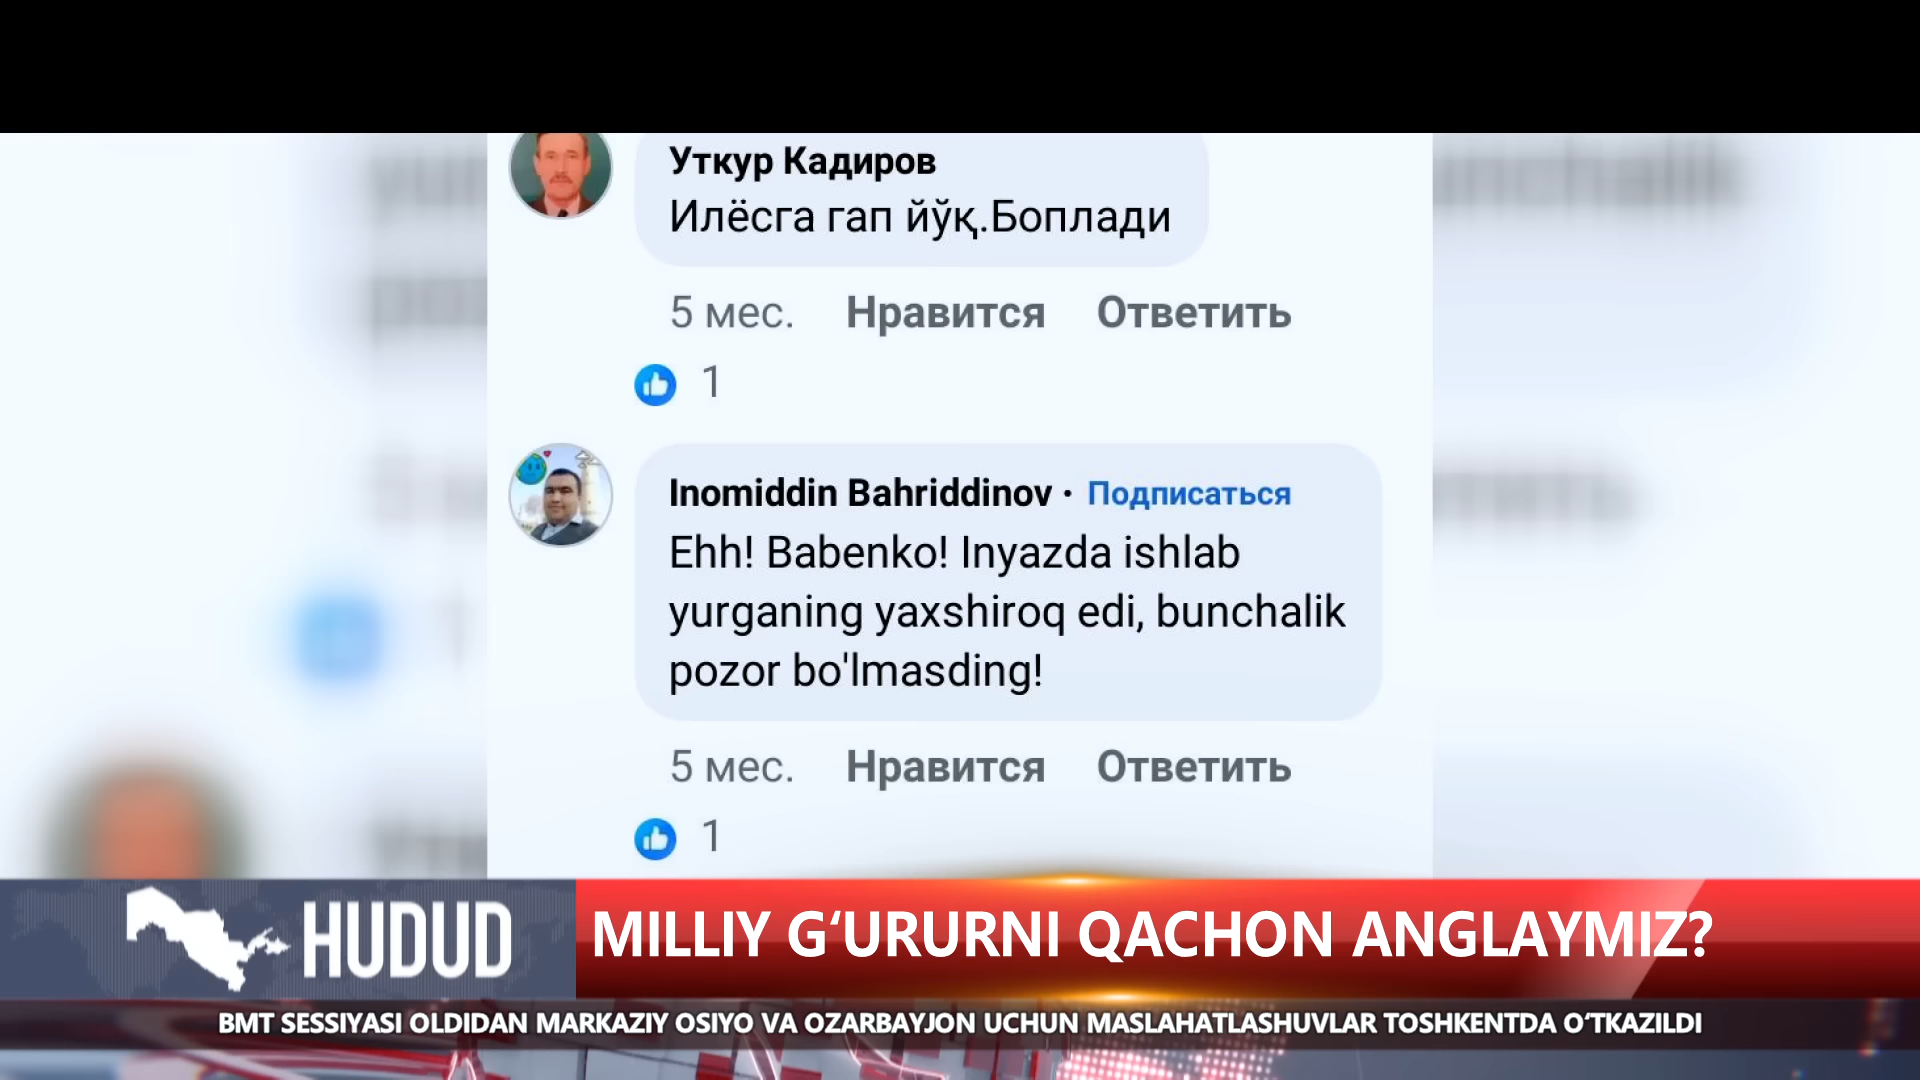 Уткур Кадиров
Илёсга гап йўқ.Боплади
5 мес. Нравится Ответить
1
Inomiddin Bahriddinov · Подписаться
Ehh! Babenko! Inyazda ishlab
yurganing yaxshiroq edi, bunchalik
pozor bo'lmasding!
5 мес. Нравится Ответить
1
HUDUD
MILLIY G‘URURNI QACHON ANGLAYMIZ?
BMT SESSIYASI OLDIDAN MARKAZIY OSIYO VA OZARBAYJON UCHUN MASLAHATLASHUVLAR TOSHKENTDA O‘TKAZILDI